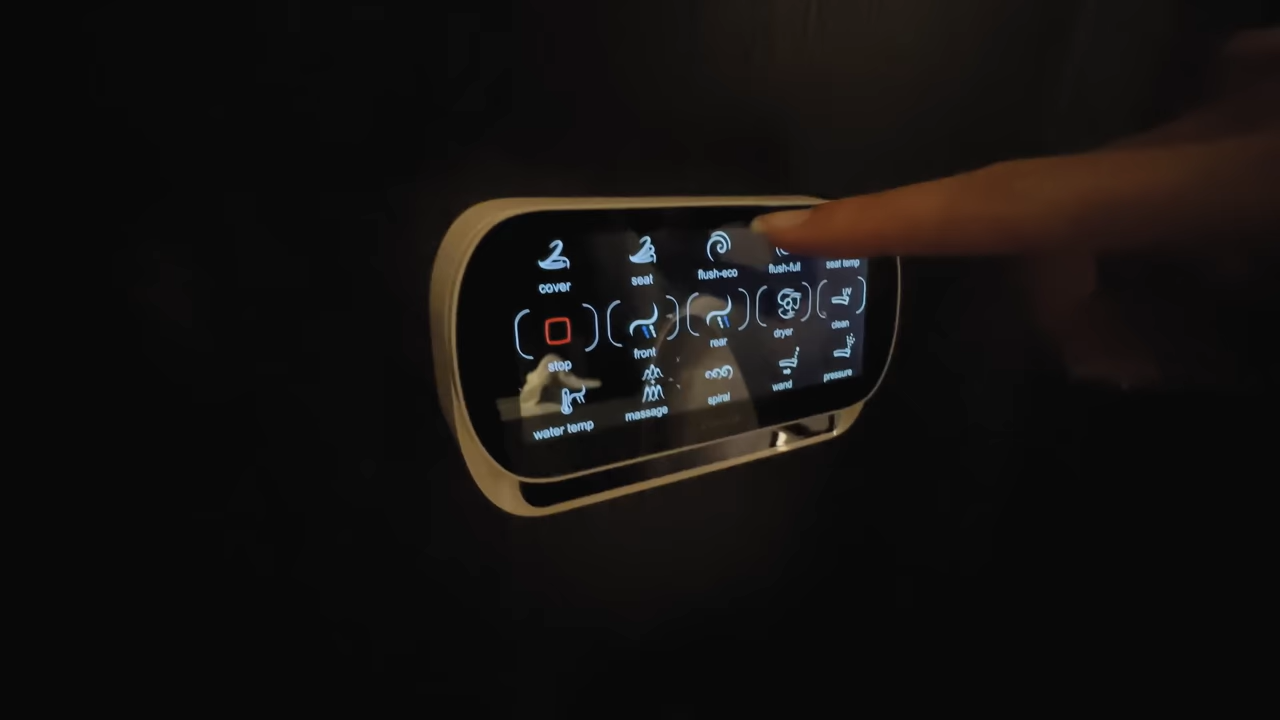 cover seat flush-eco flush-full seat temp
stop front rear dryer UV clean
water temp massage spiral wand pressure